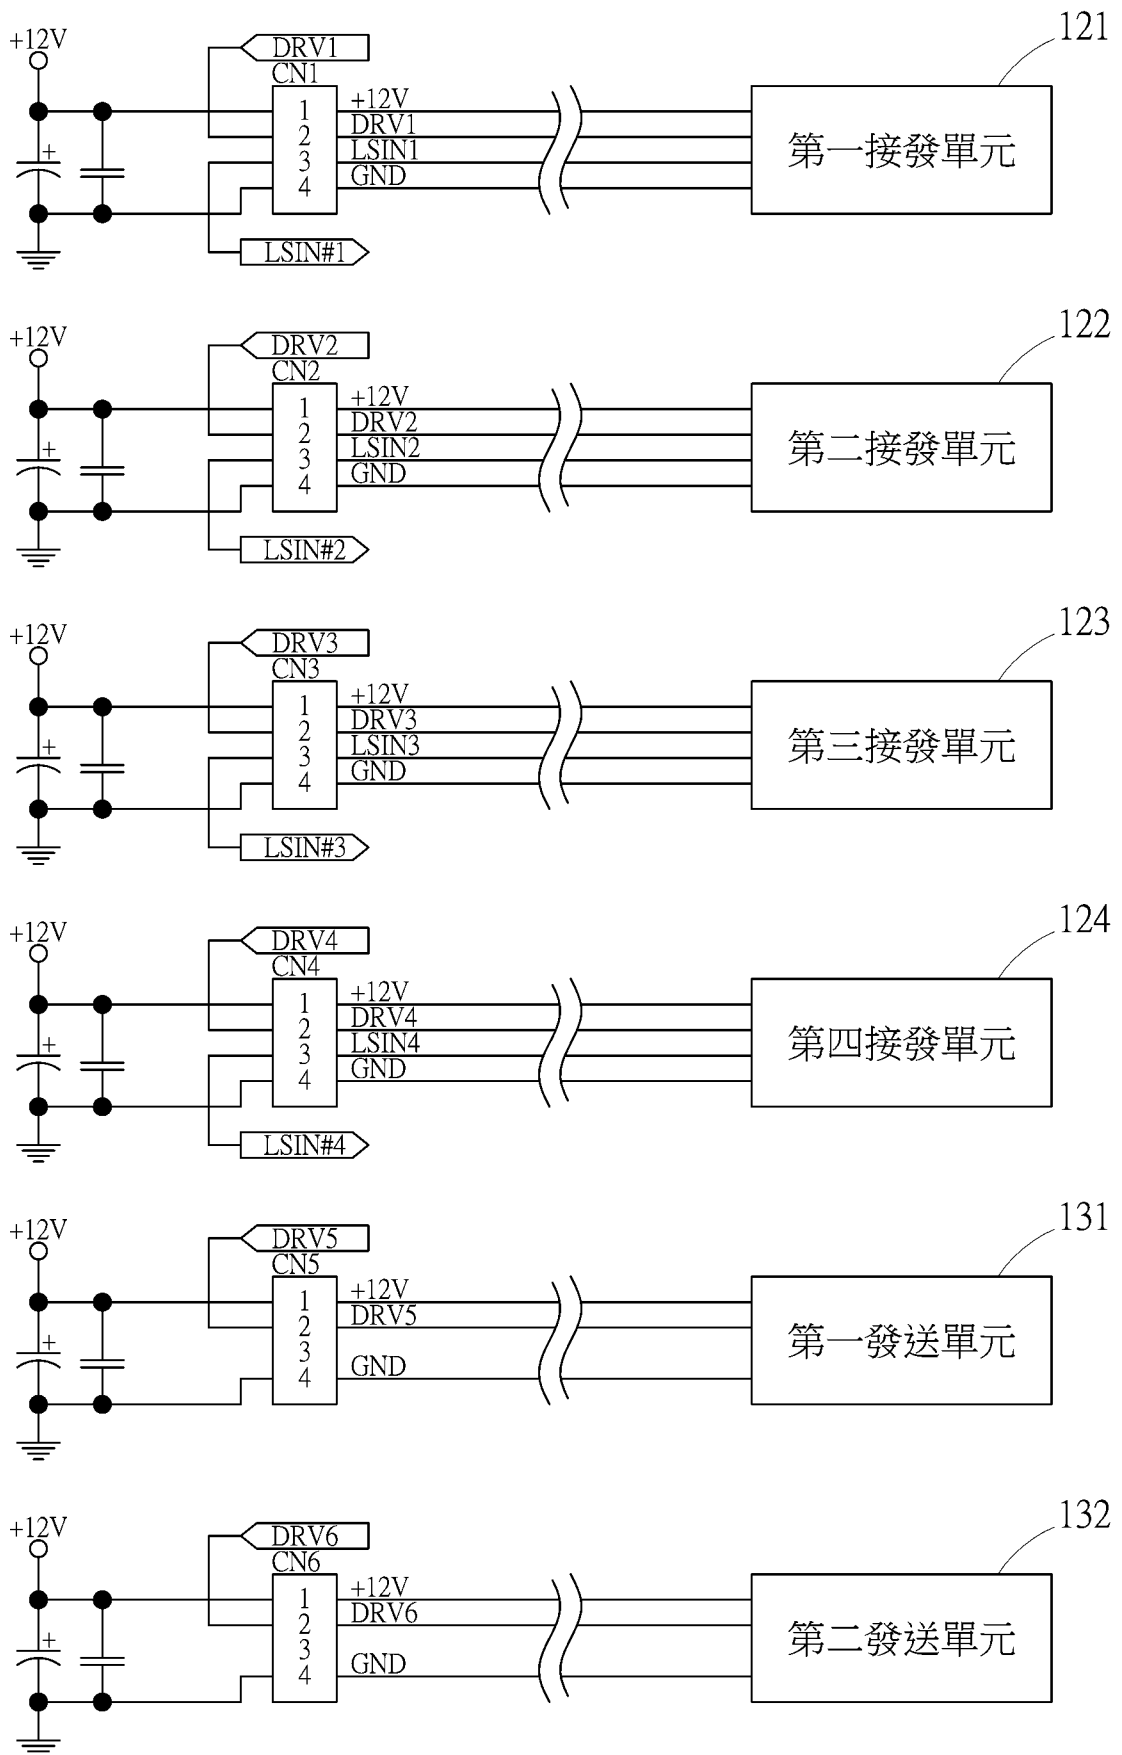 121
+12V
DRV1
CN1
1 +12V
2 DRV1
3 LSIN1
4 GND
第一接發單元
LSIN#1
122
+12V
DRV2
CN2
1 +12V
2 DRV2
3 LSIN2
4 GND
第二接發單元
LSIN#2
123
+12V
DRV3
CN3
1 +12V
2 DRV3
3 LSIN3
4 GND
第三接發單元
LSIN#3
124
+12V
DRV4
CN4
1 +12V
2 DRV4
3 LSIN4
4 GND
第四接發單元
LSIN#4
131
+12V
DRV5
CN5
1 +12V
2 DRV5
3
4 GND
第一發送單元
132
+12V
DRV6
CN6
1 +12V
2 DRV6
3
4 GND
第二發送單元